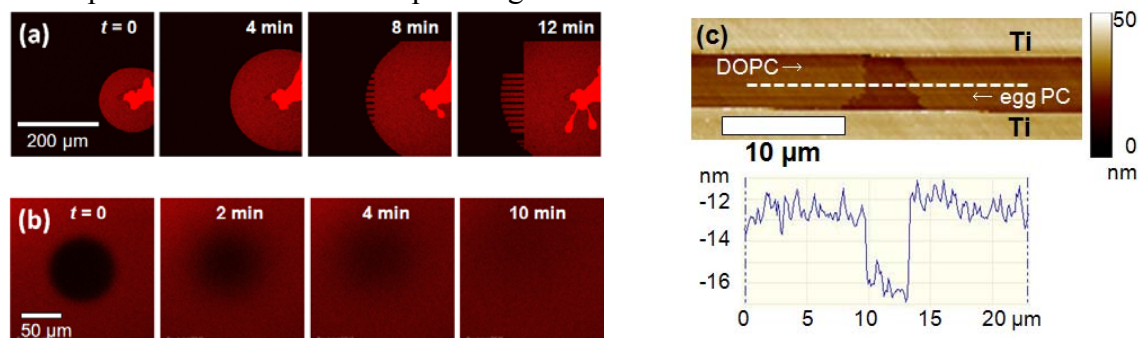 (a)
t = 0
4 min
8 min
12 min
200 µm
(b)
t = 0
2 min
4 min
10 min
50 µm
(c)
Ti
DOPC →
← egg PC
Ti
10 µm
50
0
nm
nm
-12
-14
-16
0
5
10
15
20 µm